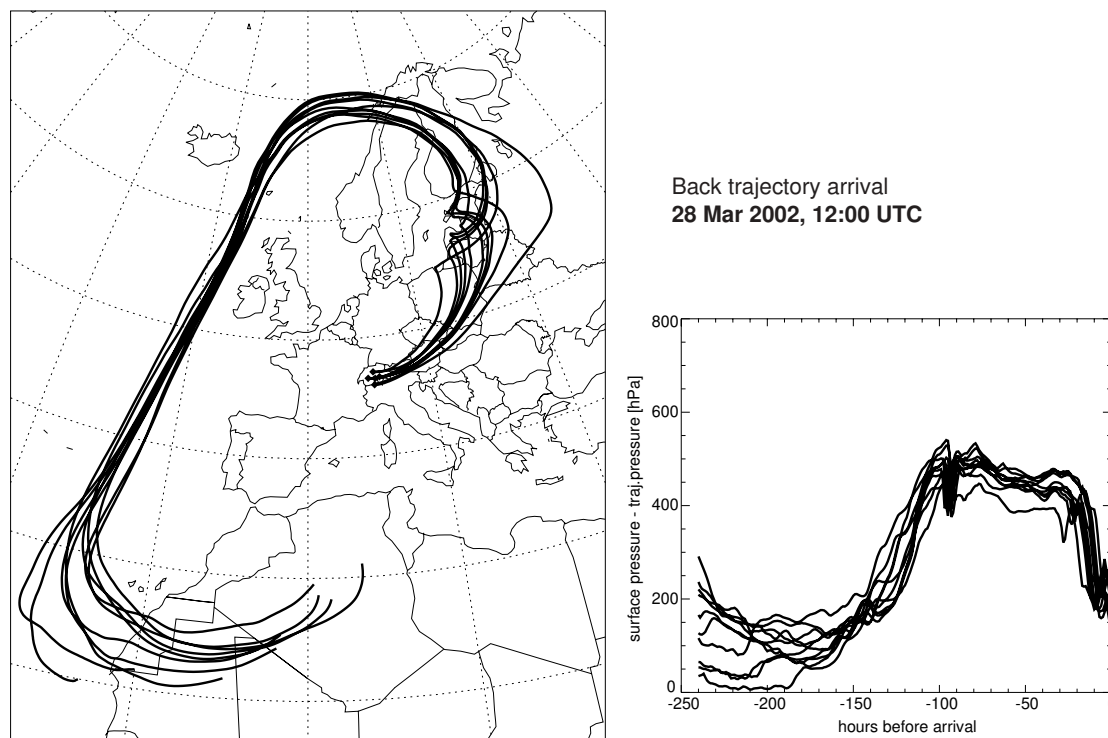 Back trajectory arrival
28 Mar 2002, 12:00 UTC
800
600
400
200
0
surface pressure - traj.pressure [hPa]
-250
-200
-150
-100
-50
hours before arrival